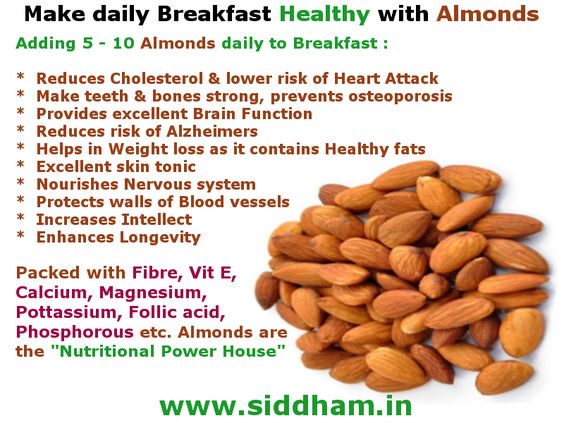 Make daily Breakfast Healthy with Almonds
Adding 5 - 10 Almonds daily to Breakfast :
* Reduces Cholesterol & lower risk of Heart Attack
* Make teeth & bones strong, prevents osteoporosis
* Provides excellent Brain Function
* Reduces risk of Alzheimers
* Helps in Weight loss as it contains Healthy fats
* Excellent skin tonic
* Nourishes Nervous system
* Protects walls of Blood vessels
* Increases Intellect
* Enhances Longevity
Packed with Fibre, Vit E,
Calcium, Magnesium,
Pottassium, Follic acid,
Phosphorous etc. Almonds are
the "Nutritional Power House"
www.siddham.in